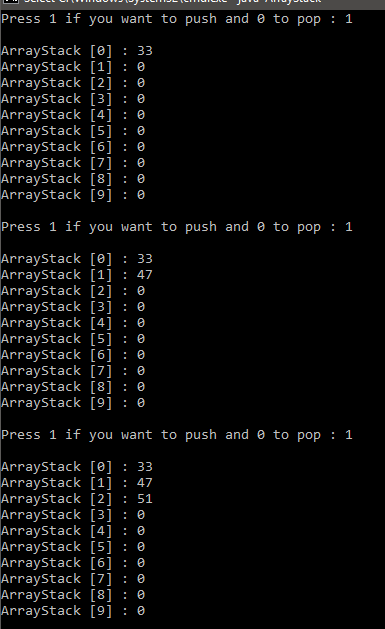 Select C:\Windows\System32\cmd.exe - java ArrayStack
Press 1 if you want to push and 0 to pop : 1
ArrayStack [0] : 33
ArrayStack [1] : 0
ArrayStack [2] : 0
ArrayStack [3] : 0
ArrayStack [4] : 0
ArrayStack [5] : 0
ArrayStack [6] : 0
ArrayStack [7] : 0
ArrayStack [8] : 0
ArrayStack [9] : 0
Press 1 if you want to push and 0 to pop : 1
ArrayStack [0] : 33
ArrayStack [1] : 47
ArrayStack [2] : 0
ArrayStack [3] : 0
ArrayStack [4] : 0
ArrayStack [5] : 0
ArrayStack [6] : 0
ArrayStack [7] : 0
ArrayStack [8] : 0
ArrayStack [9] : 0
Press 1 if you want to push and 0 to pop : 1
ArrayStack [0] : 33
ArrayStack [1] : 47
ArrayStack [2] : 51
ArrayStack [3] : 0
ArrayStack [4] : 0
ArrayStack [5] : 0
ArrayStack [6] : 0
ArrayStack [7] : 0
ArrayStack [8] : 0
ArrayStack [9] : 0